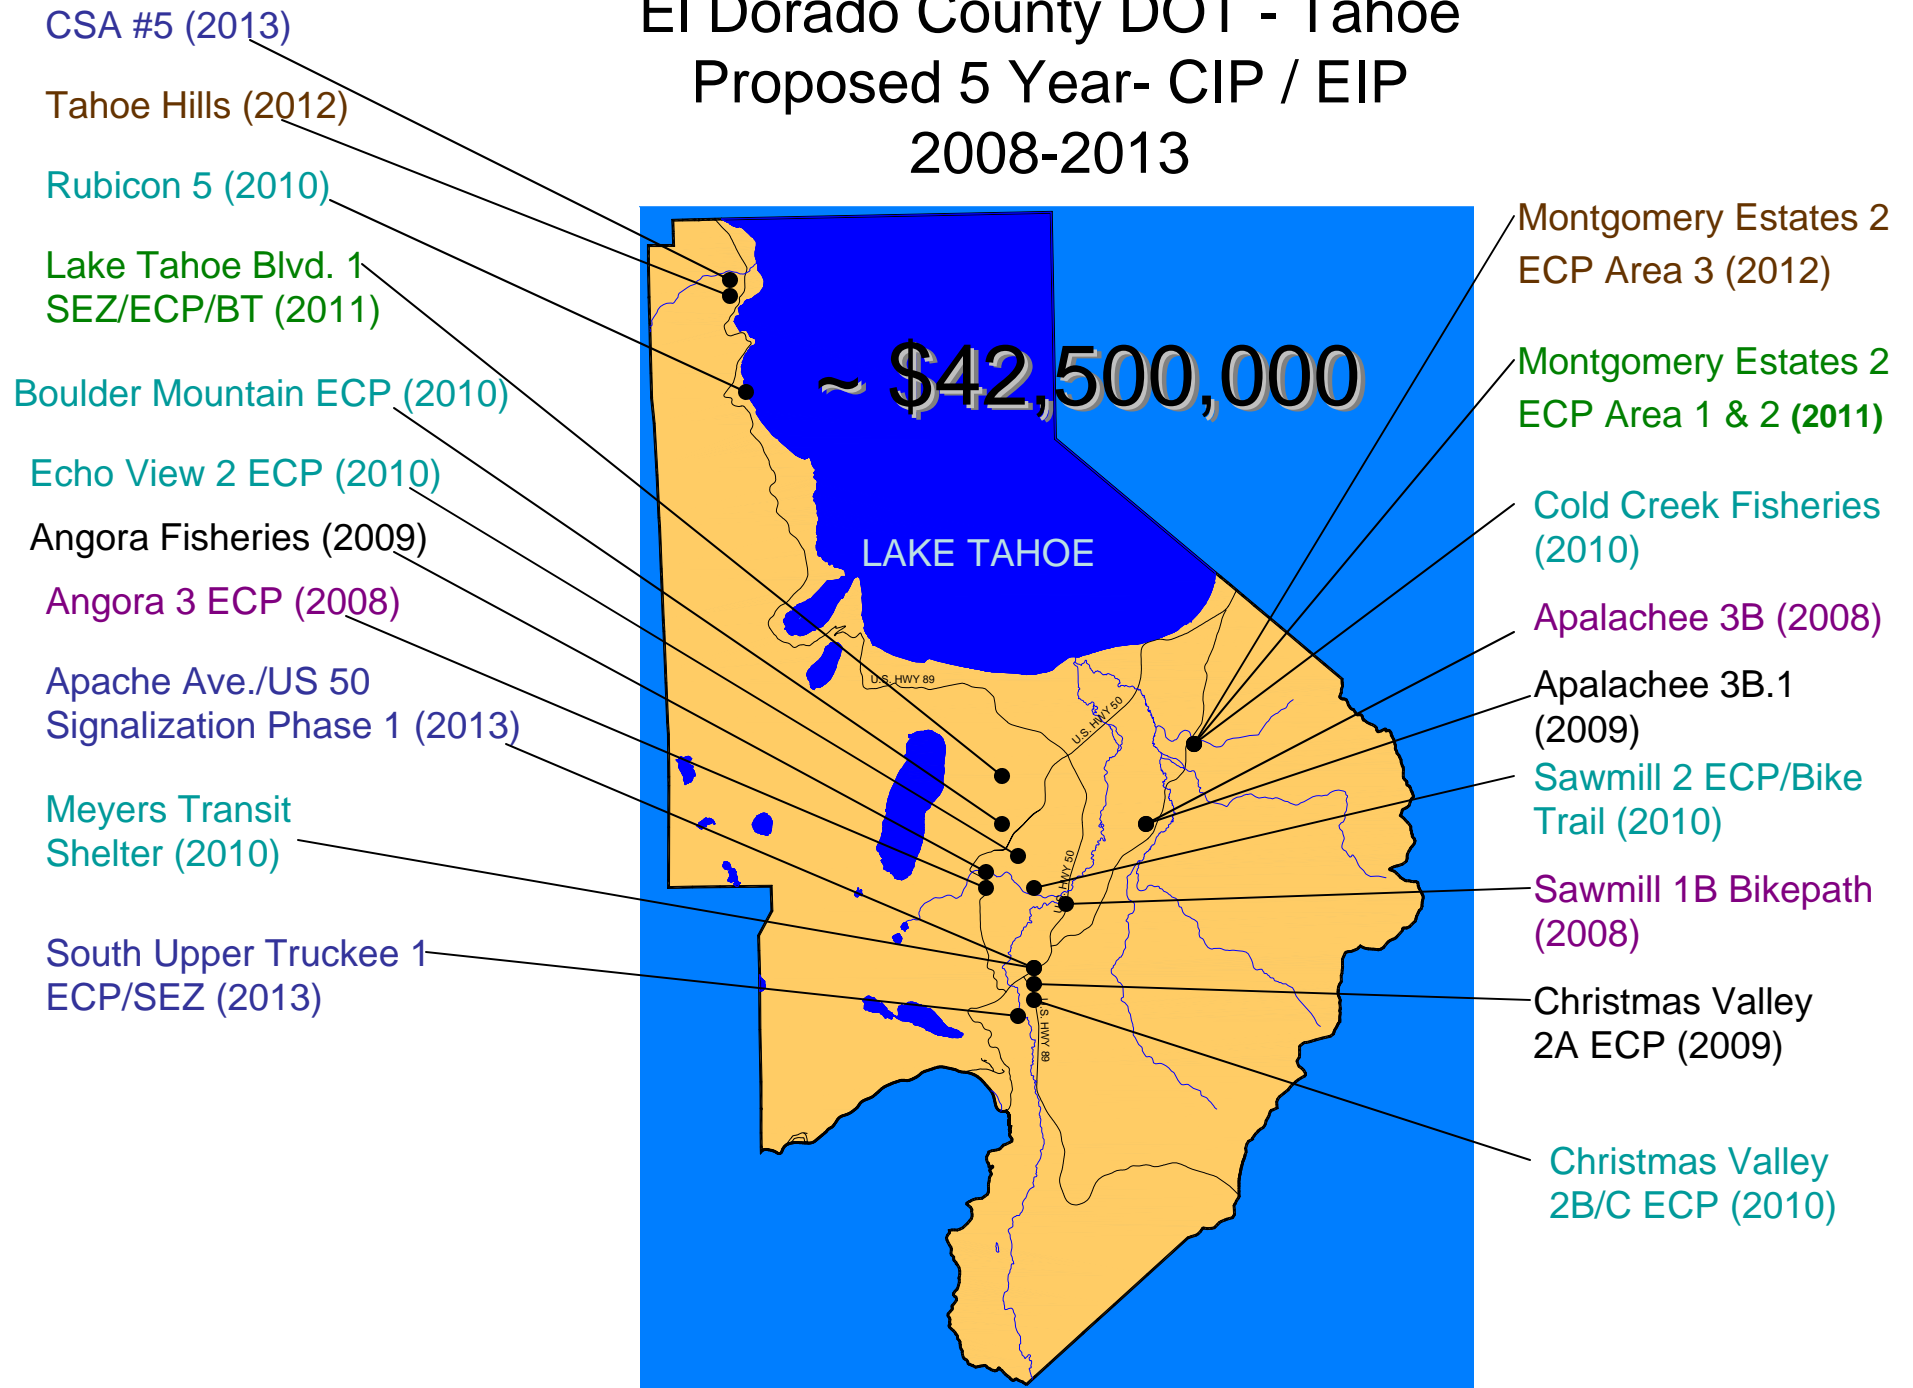 El Dorado County DOT - Tahoe
Proposed 5 Year- CIP / EIP
2008-2013
CSA #5 (2013)
Tahoe Hills (2012)
Rubicon 5 (2010)
Lake Tahoe Blvd. 1
SEZ/ECP/BT (2011)
Boulder Mountain ECP (2010)
Echo View 2 ECP (2010)
Angora Fisheries (2009)
Angora 3 ECP (2008)
Apache Ave./US 50
Signalization Phase 1 (2013)
Meyers Transit
Shelter (2010)
South Upper Truckee 1
ECP/SEZ (2013)
~ $42,500,000
LAKE TAHOE
U.S. HWY 89
U.S. HWY 50
U.S. HWY 50
U.S. HWY 89
Montgomery Estates 2
ECP Area 3 (2012)
Montgomery Estates 2
ECP Area 1 & 2 (2011)
Cold Creek Fisheries
(2010)
Apalachee 3B (2008)
Apalachee 3B.1
(2009)
Sawmill 2 ECP/Bike
Trail (2010)
Sawmill 1B Bikepath
(2008)
Christmas Valley
2A ECP (2009)
Christmas Valley
2B/C ECP (2010)